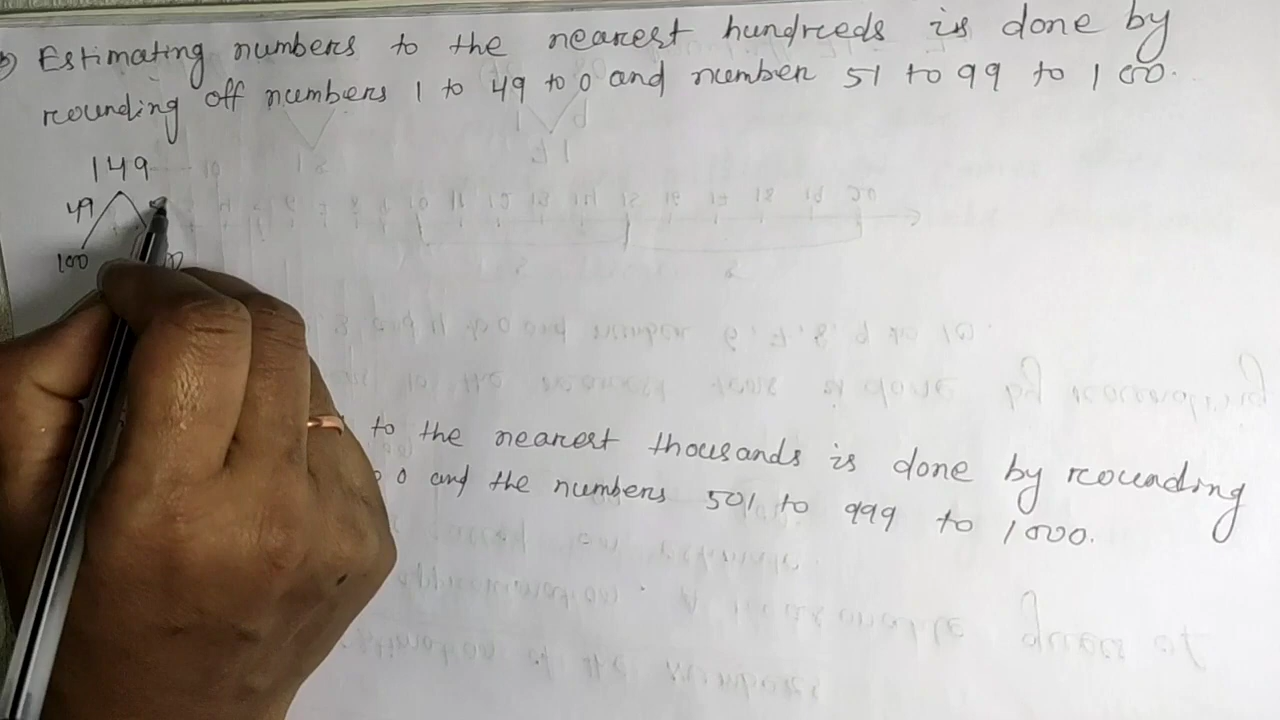 Estimating numbers to the nearest hundreds is done by
rounding off numbers 1 to 49 to 0 and number 51 to 99 to 100.
149
49
100
to the nearest thousands is done by rounding
0 and the numbers 501 to 999 to 1000.